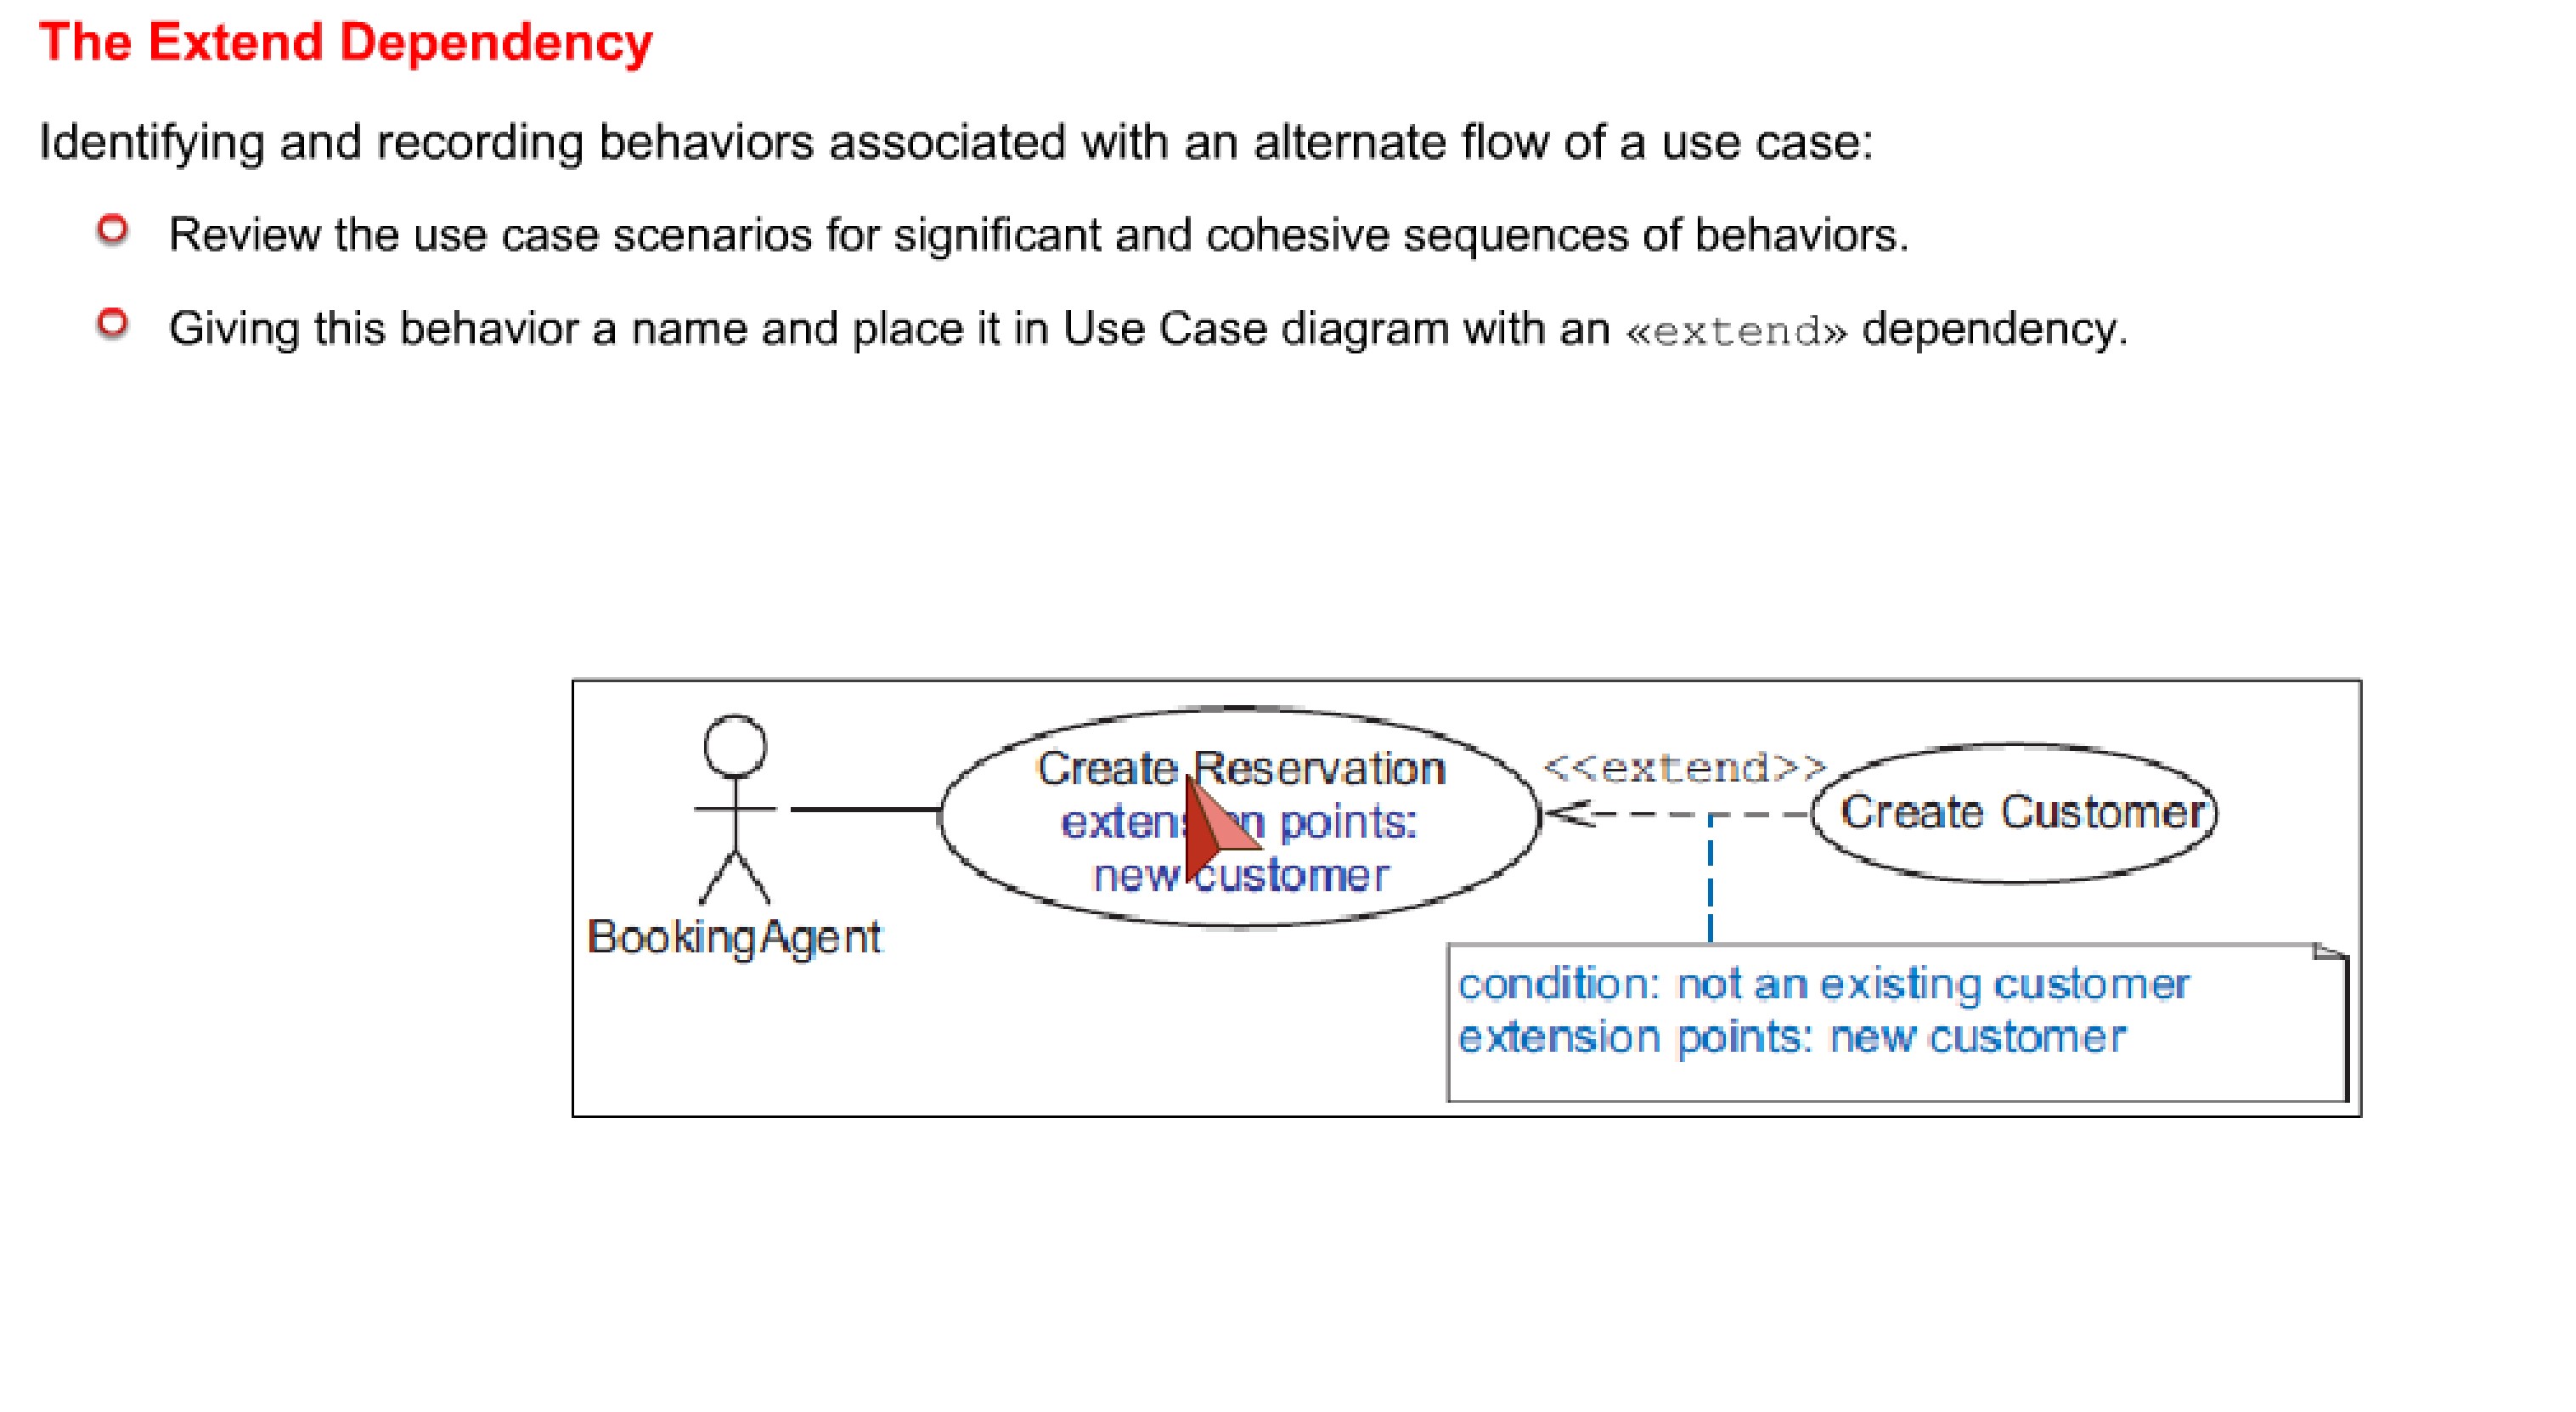 The Extend Dependency
Identifying and recording behaviors associated with an alternate flow of a use case:
Review the use case scenarios for significant and cohesive sequences of behaviors.
Giving this behavior a name and place it in Use Case diagram with an «extend» dependency.
Create Reservation
extension points:
new customer
<<extend>>
Create Customer
BookingAgent
condition: not an existing customer
extension points: new customer